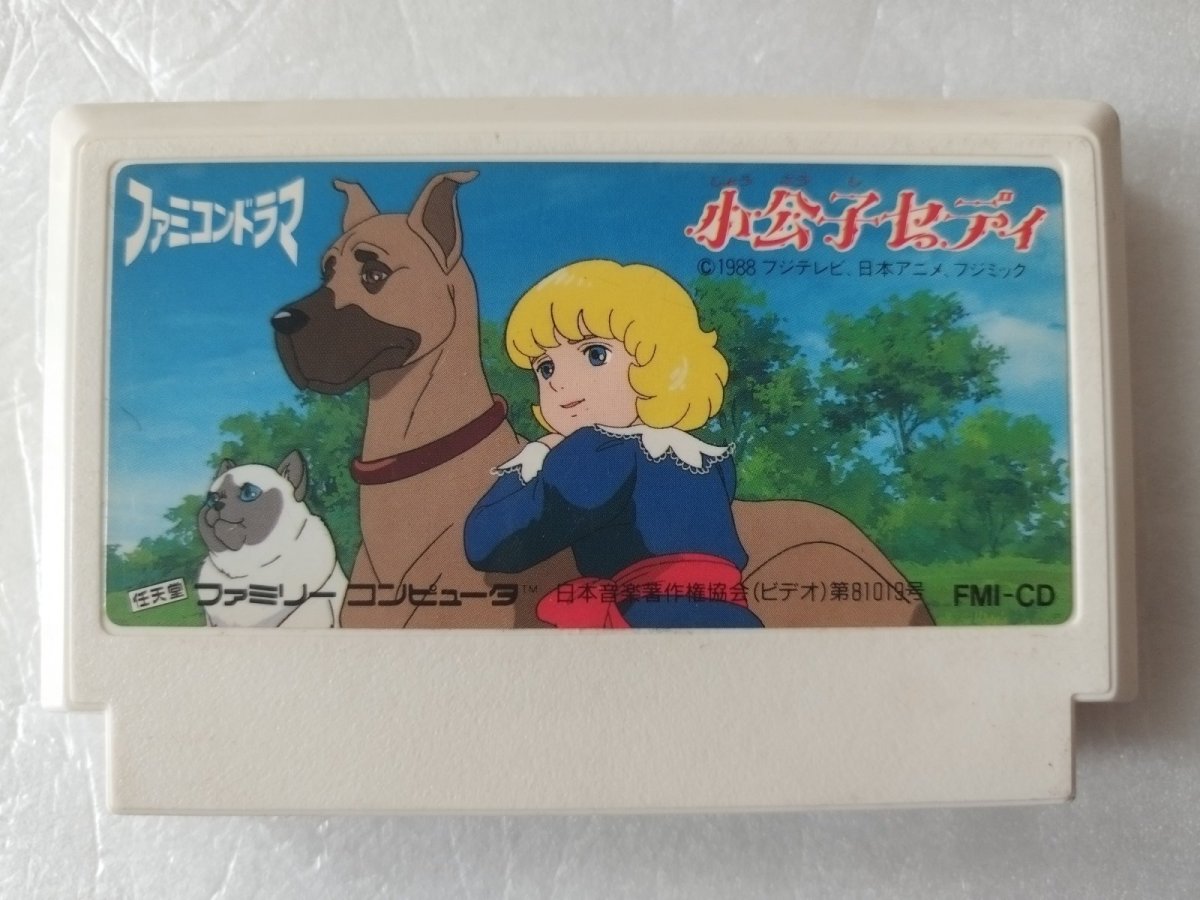 ファミコンドラマ
しょう こう し
小公子セディ
©1988 フジテレビ、日本アニメ、フジミック
任天堂 ファミリー コンピュータ™ 日本音楽著作権協会(ビデオ)第81019号 FMI-CD